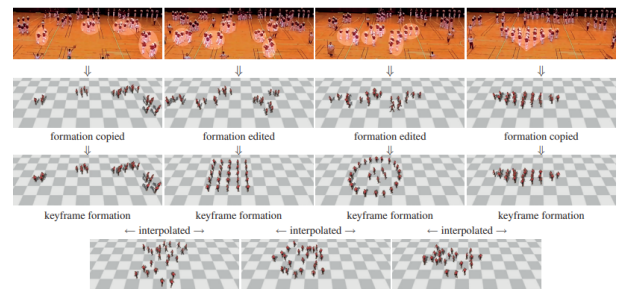 ⇓ ⇓ ⇓ ⇓
formation copied formation edited formation edited formation copied
⇓ ⇓ ⇓ ⇓
keyframe formation keyframe formation keyframe formation keyframe formation
← interpolated → ← interpolated → ← interpolated →